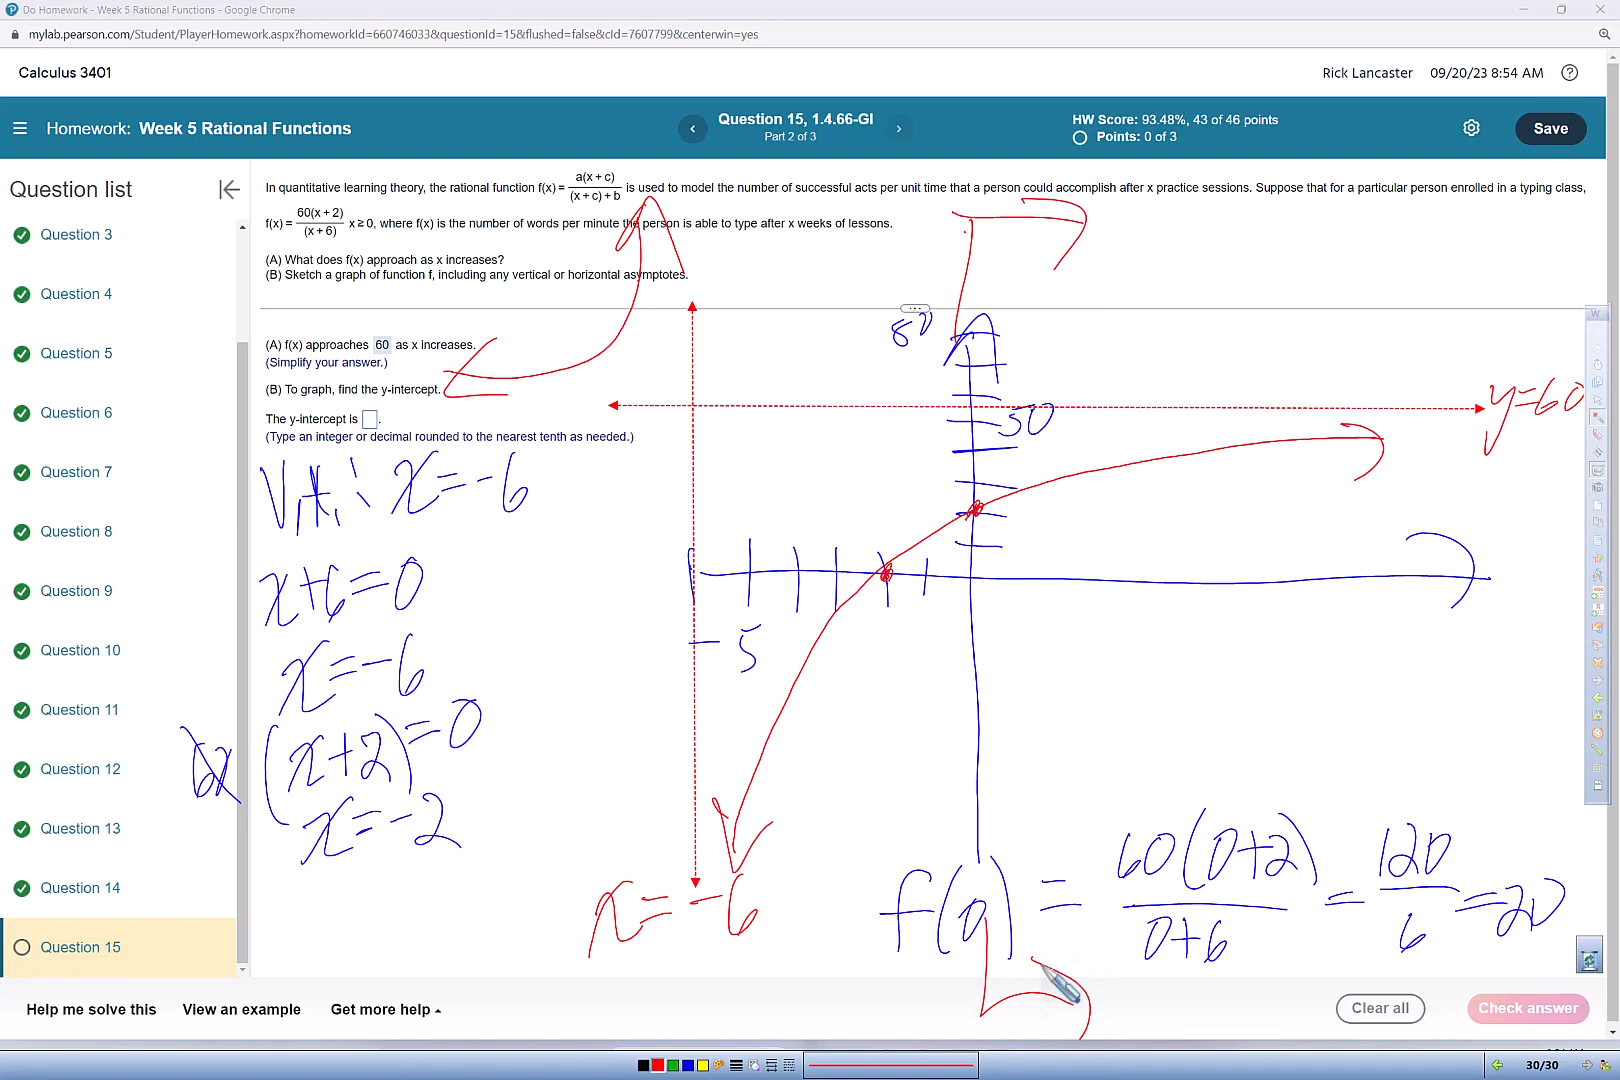 Do Homework - Week 5 Rational Functions - Google Chrome
mylab.pearson.com/Student/PlayerHomework.aspx?homeworkId=660746033&questionId=15&flushed=false&cId=7607799&centerwin=yes
Calculus 3401
Rick Lancaster 09/20/23 8:54 AM
Homework: Week 5 Rational Functions
Question 15, 1.4.66-GI
Part 2 of 3
HW Score: 93.48%, 43 of 46 points
Points: 0 of 3
Save
Question list
Question 3
Question 4
Question 5
Question 6
Question 7
Question 8
Question 9
Question 10
Question 11
Question 12
Question 13
Question 14
Question 15
In quantitative learning theory, the rational function f(x) = a(x + c) / (x + c) + b is used to model the number of successful acts per unit time that a person could accomplish after x practice sessions. Suppose that for a particular person enrolled in a typing class,
f(x) = 60(x + 2) / (x + 6) x ≥ 0, where f(x) is the number of words per minute the person is able to type after x weeks of lessons.
(A) What does f(x) approach as x increases?
(B) Sketch a graph of function f, including any vertical or horizontal asymptotes.
(A) f(x) approaches 60 as x increases.
(Simplify your answer.)
(B) To graph, find the y-intercept.
The y-intercept is .
(Type an integer or decimal rounded to the nearest tenth as needed.)
V.A.: x = -6
x+6=0
x=-6
(x+2)=0
x=-2
80
50
y=60
-5
x=-6
f(0) = 60(0+2) / 0+6 = 120 / 6 = 20
Help me solve this
View an example
Get more help
Clear all
Check answer
30/30